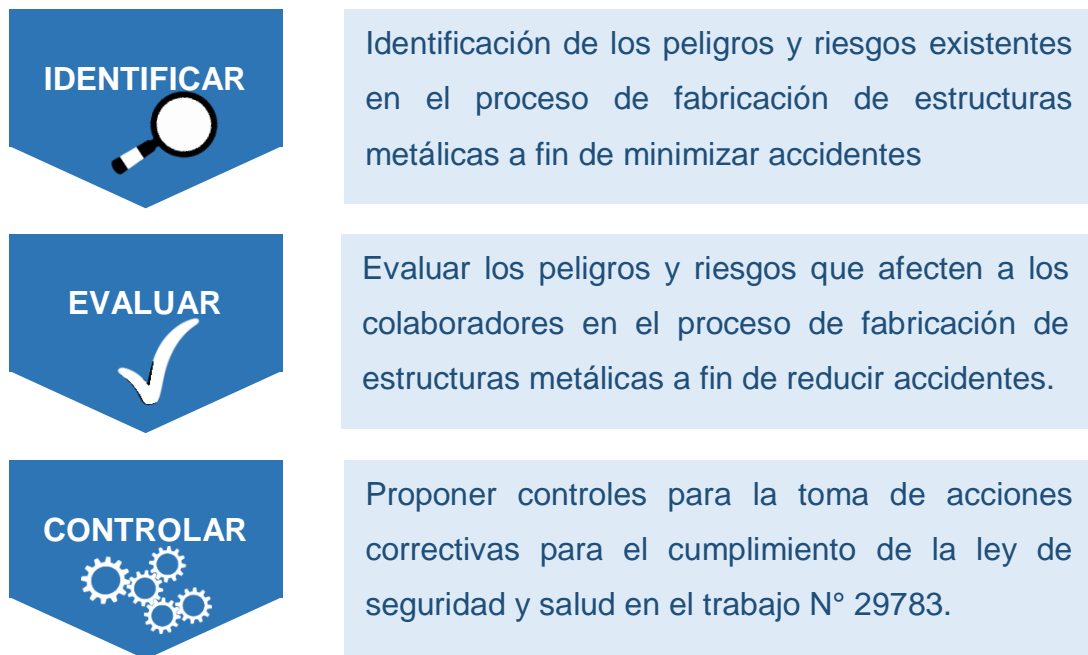 IDENTIFICAR
Identificación de los peligros y riesgos existentes
en el proceso de fabricación de estructuras
metálicas a fin de minimizar accidentes
EVALUAR
Evaluar los peligros y riesgos que afecten a los
colaboradores en el proceso de fabricación de
estructuras metálicas a fin de reducir accidentes.
CONTROLAR
Proponer controles para la toma de acciones
correctivas para el cumplimiento de la ley de
seguridad y salud en el trabajo N° 29783.